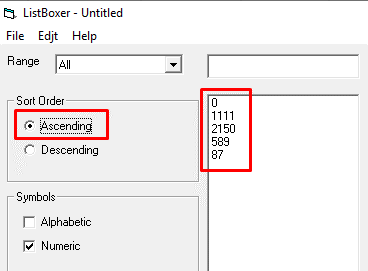 ListBoxer - Untitled
File Edjt Help
Range All
Sort Order
Ascending
Descending
0
1111
2150
589
87
Symbols
Alphabetic
Numeric